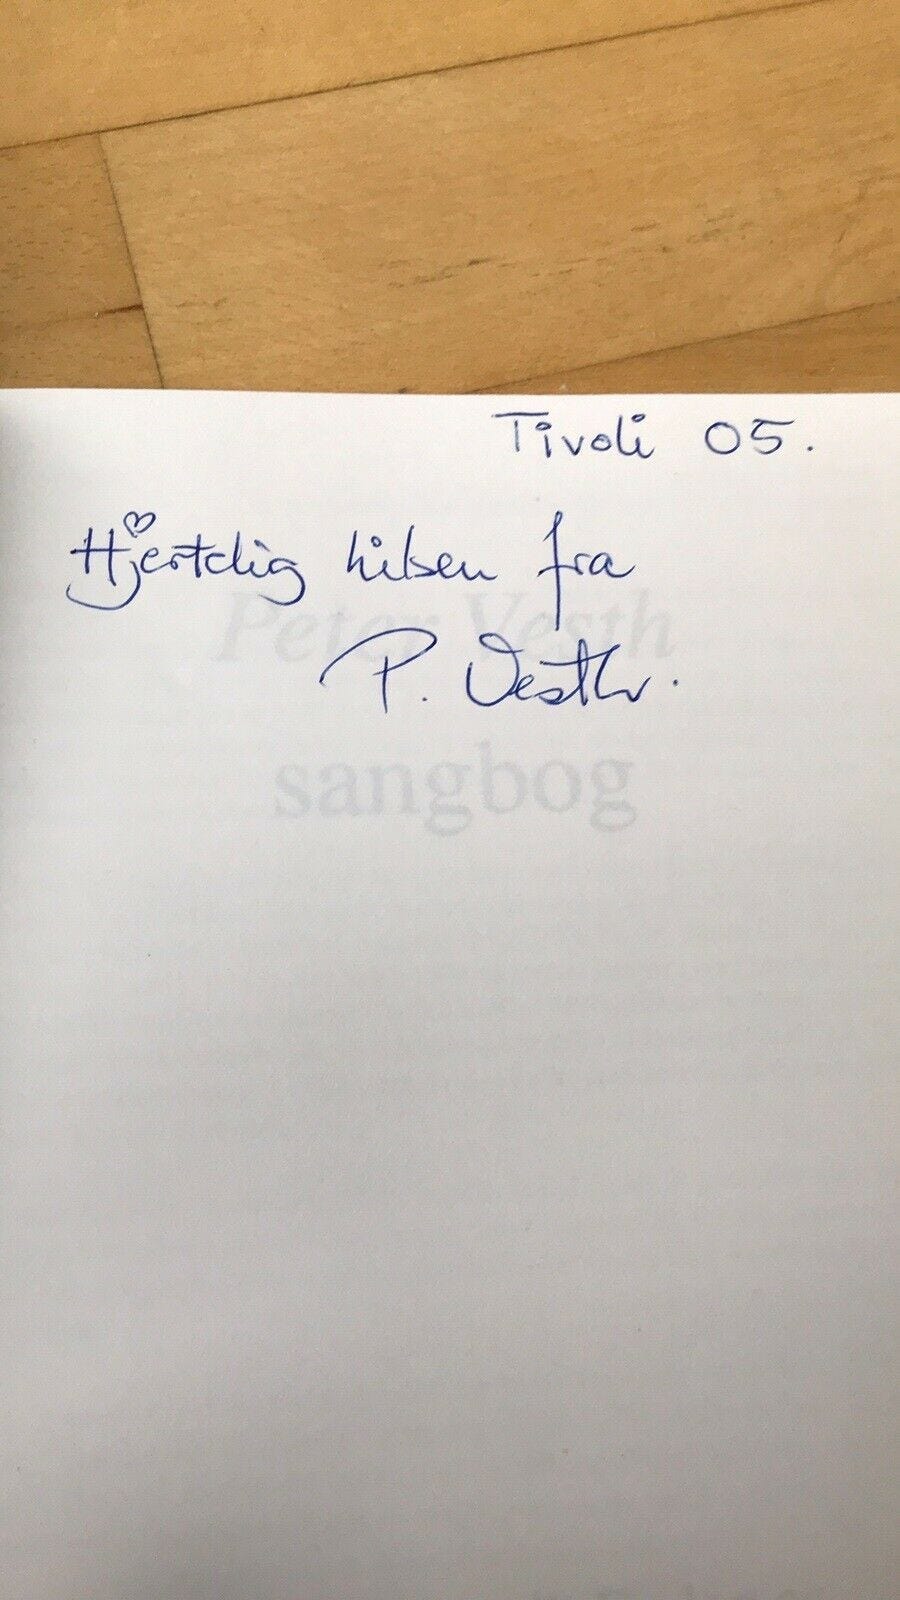 Tivoli 05.
Hjertelig hilsen fra
P. Vesth.
Peter Vesth
sangbog